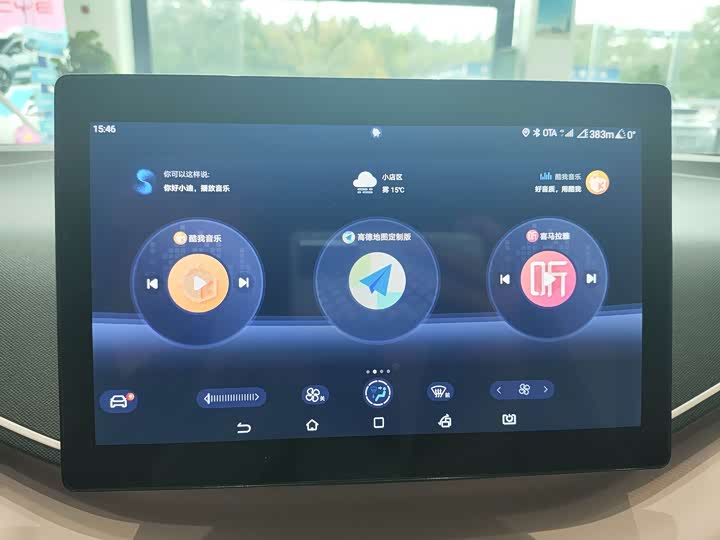 15:46
OTA
383m
0°
你可以这样说:
你好小迪，播放音乐
小店区
雾 15℃
酷我音乐
好音质，用酷我
酷我音乐
高德地图定制版
喜马拉雅
听
关
前